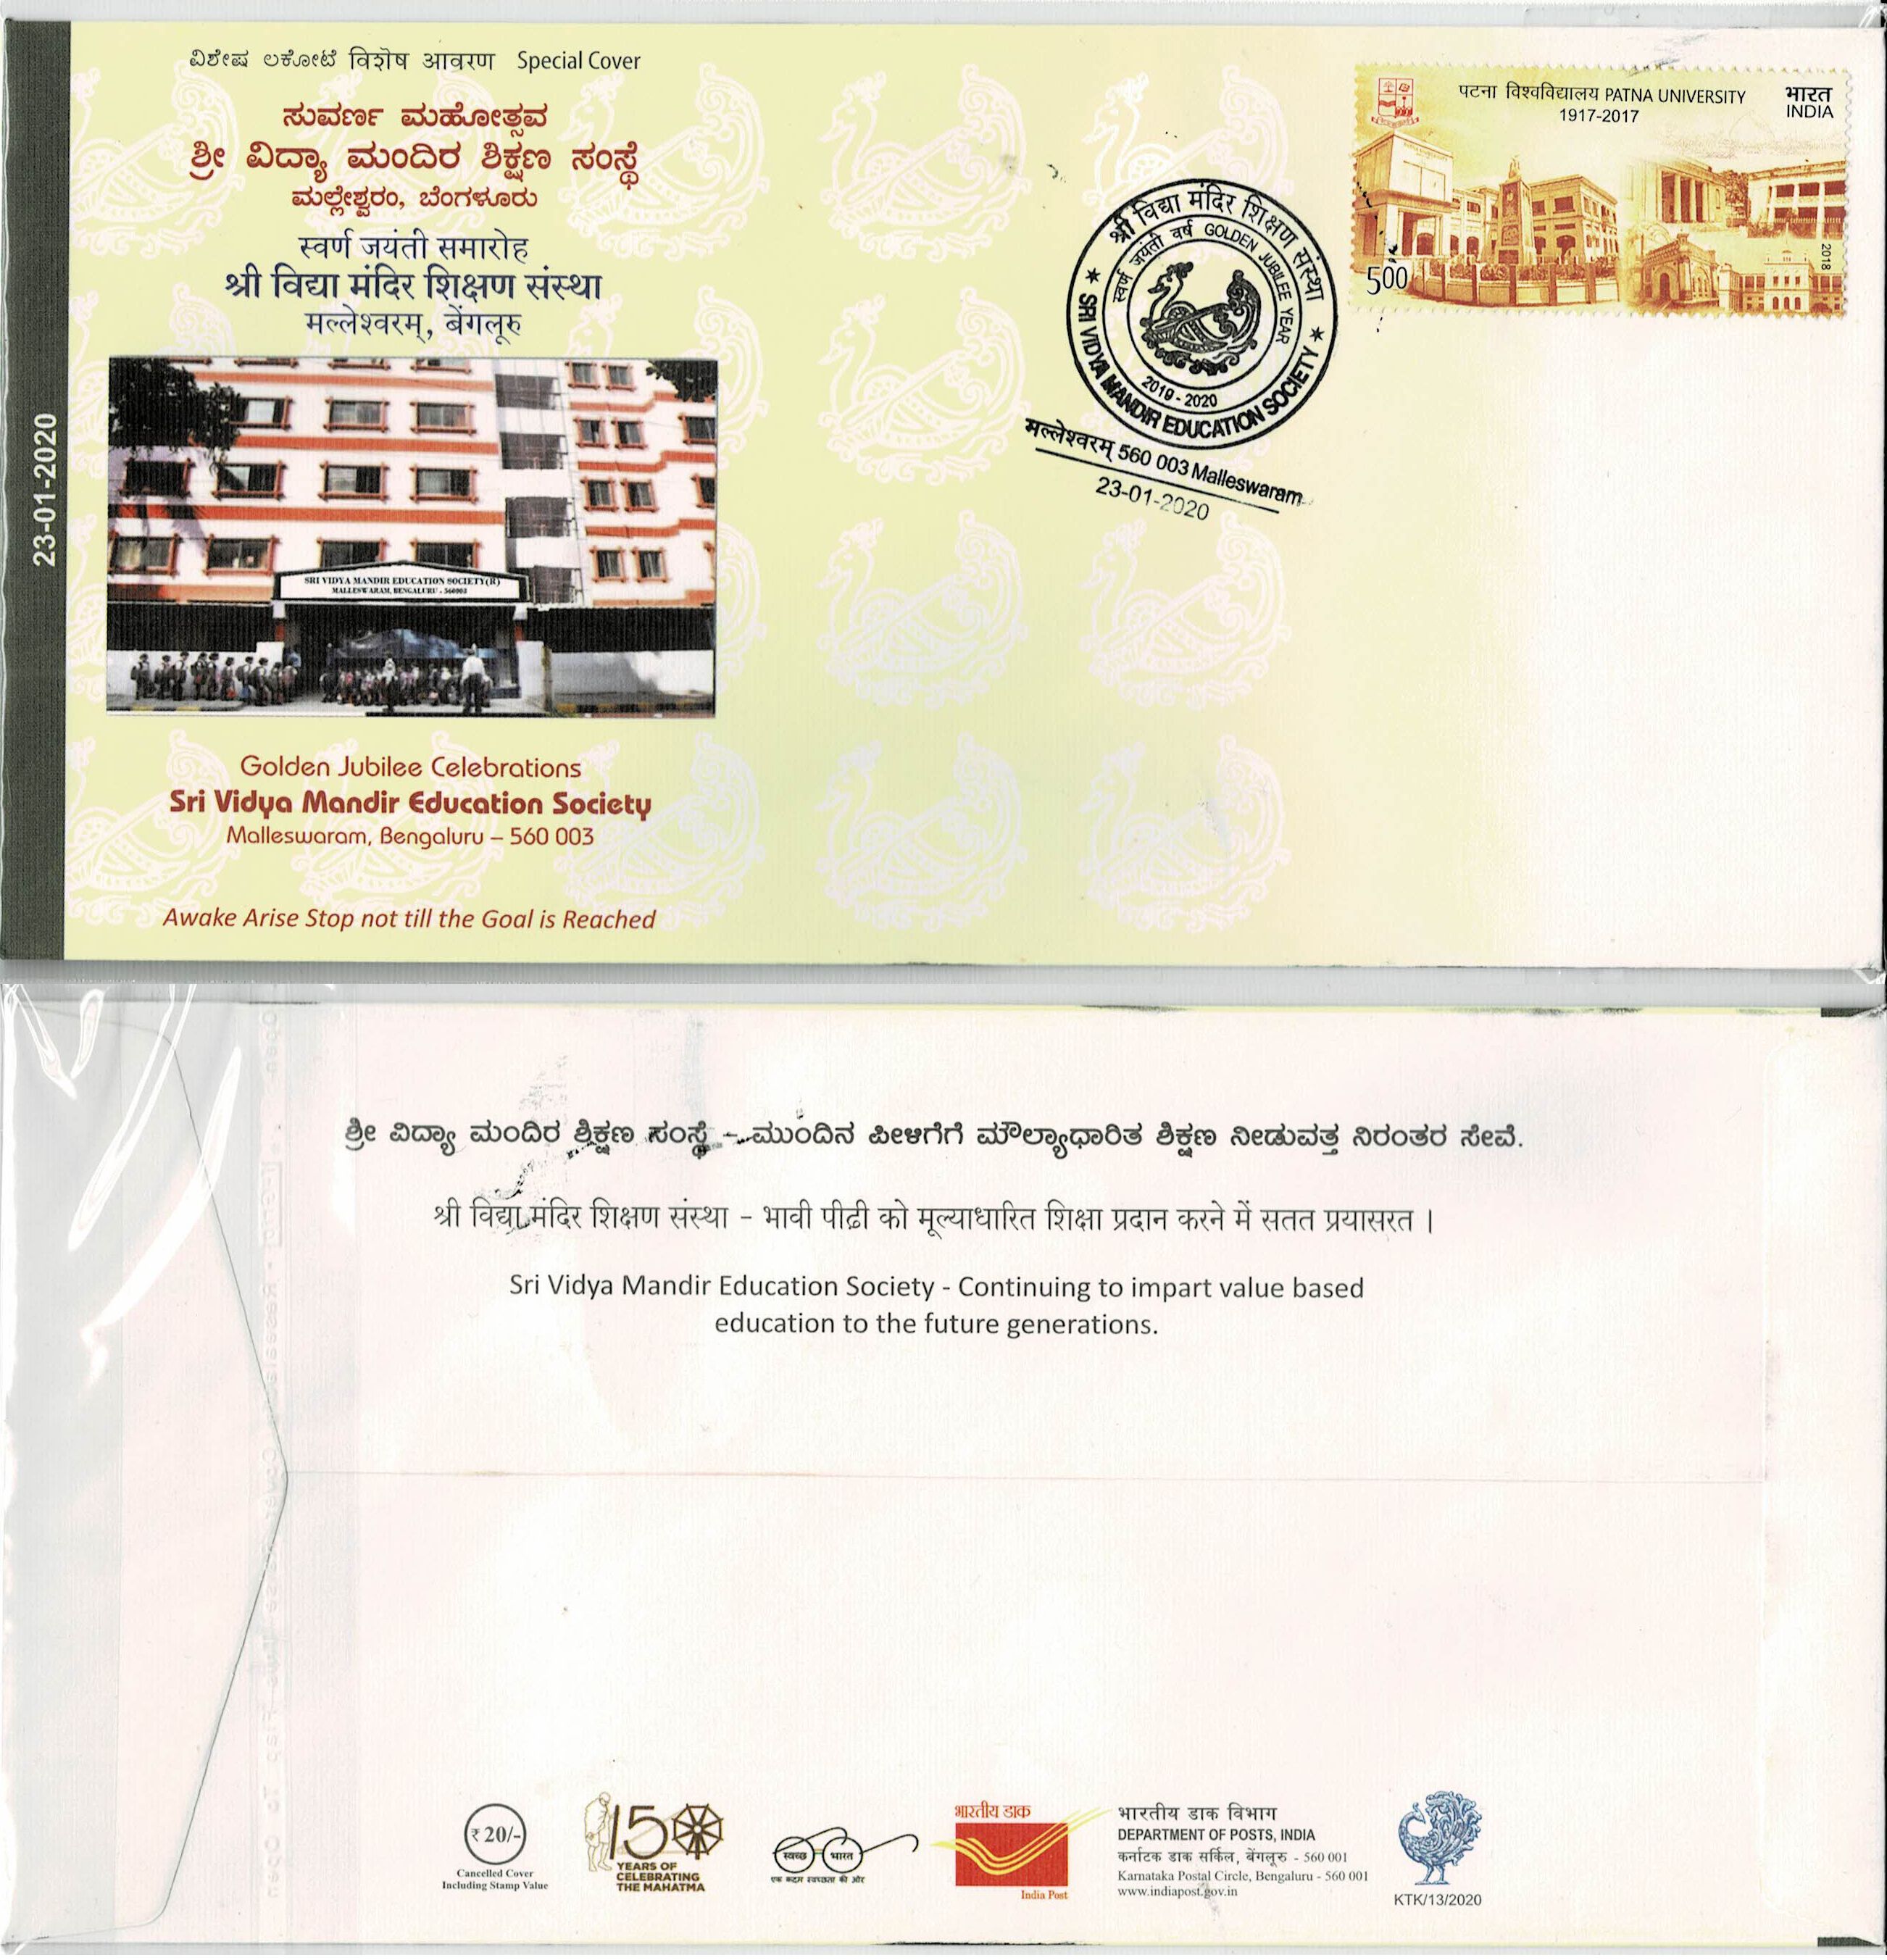 ವಿಶೇಷ ಲಕೋಟೆ विशेष आवरण Special Cover
ಸುವರ್ಣ ಮಹೋತ್ಸವ
ಶ್ರೀ ವಿದ್ಯಾ ಮಂದಿರ ಶಿಕ್ಷಣ ಸಂಸ್ಥೆ
ಮಲ್ಲೇಶ್ವರಂ, ಬೆಂಗಳೂರು
स्वर्ण जयंती समारोह
श्री विद्या मंदिर शिक्षण संस्था
मल्लेश्वरम्, बेंगलूरु
23-01-2020
SRI VIDYA MANDIR EDUCATION SOCIETY(R)
MALLESWARAM, BENGALURU - 560003
Golden Jubilee Celebrations
Sri Vidya Mandir Education Society
Malleswaram, Bengaluru – 560 003
Awake Arise Stop not till the Goal is Reached
श्री विद्या मंदिर शिक्षण संस्था
स्वर्ण जयंती वर्ष GOLDEN JUBILEE YEAR
2019 - 2020
SRI VIDYA MANDIR EDUCATION SOCIETY
मल्लेश्वरम् 560 003 Malleswaram
23-01-2020
पटना विश्वविद्यालय PATNA UNIVERSITY
1917-2017
भारत
INDIA
500
2018
ಶ್ರೀ ವಿದ್ಯಾ ಮಂದಿರ ಶಿಕ್ಷಣ ಸಂಸ್ಥೆ - ಮುಂದಿನ ಪೀಳಿಗೆಗೆ ಮೌಲ್ಯಾಧಾರಿತ ಶಿಕ್ಷಣ ನೀಡುವತ್ತ ನಿರಂತರ ಸೇವೆ.
श्री विद्या मंदिर शिक्षण संस्था - भावी पीढी को मूल्याधारित शिक्षा प्रदान करने में सतत प्रयासरत ।
Sri Vidya Mandir Education Society - Continuing to impart value based
education to the future generations.
₹ 20/-
Cancelled Cover
Including Stamp Value
150
YEARS OF
CELEBRATING
THE MAHATMA
स्वच्छ भारत
एक कदम स्वच्छता की ओर
भारतीय डाक
India Post
भारतीय डाक विभाग
DEPARTMENT OF POSTS, INDIA
कर्नाटक डाक सर्किल, बेंगलूरु - 560 001
Karnataka Postal Circle, Bengaluru - 560 001
www.indiapost.gov.in
KTK/13/2020